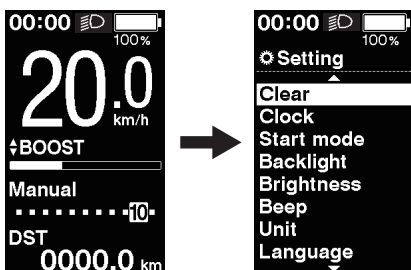 00:00
100%
20.0
km/h
BOOST
Manual
10
DST
0000.0 km
00:00
100%
Setting
Clear
Clock
Start mode
Backlight
Brightness
Beep
Unit
Language